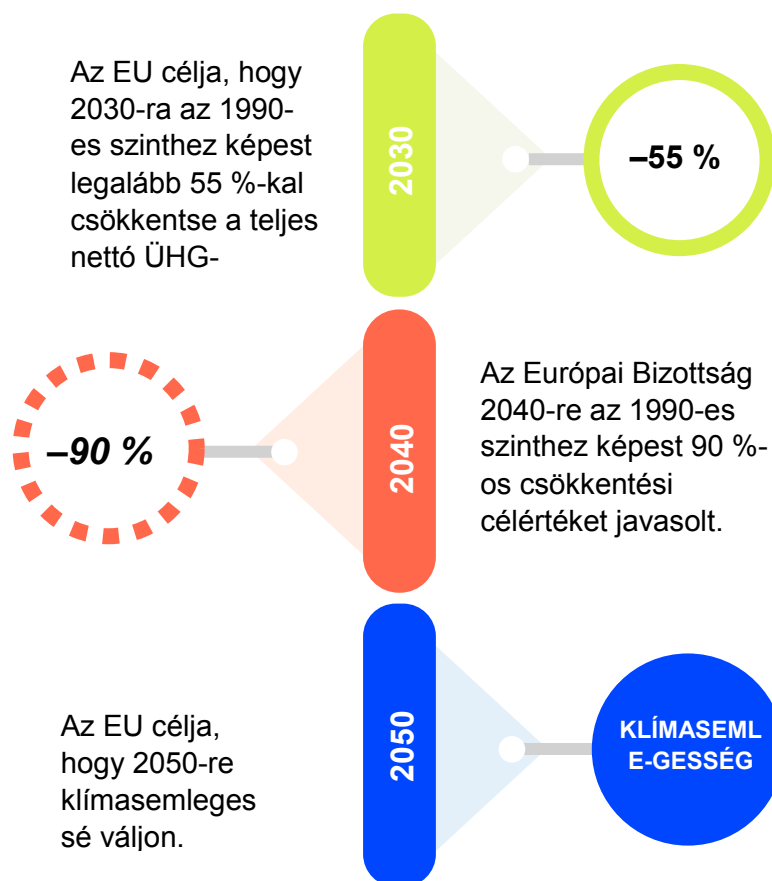 Az EU célja, hogy
2030-ra az 1990-
es szinthez képest
legalább 55 %-kal
csökkentse a teljes
nettó ÜHG-
2030
–55 %
–90 %
2040
Az Európai Bizottság
2040-re az 1990-es
szinthez képest 90 %-
os csökkentési
célértéket javasolt.
Az EU célja,
hogy 2050-re
klímasemleges
sé váljon.
2050
KLÍMASEML
E-GESSÉG